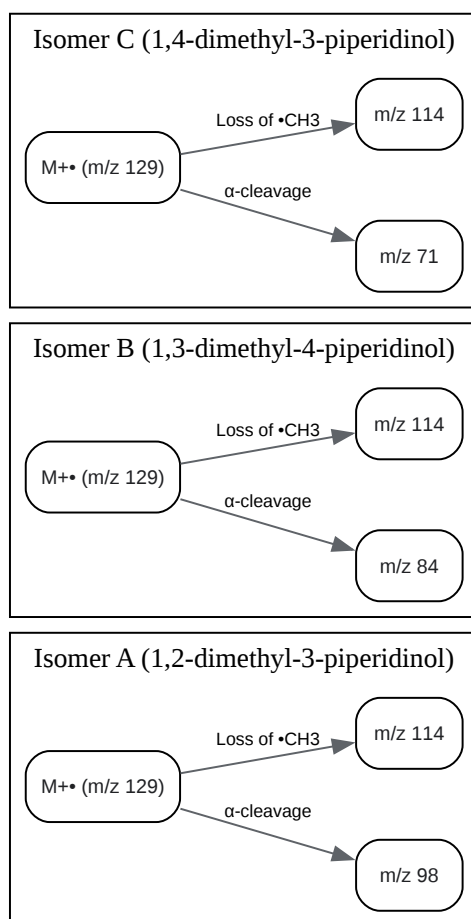 Isomer C (1,4-dimethyl-3-piperidinol)
Loss of •CH3
m/z 114
M+• (m/z 129)
α-cleavage
m/z 71
Isomer B (1,3-dimethyl-4-piperidinol)
Loss of •CH3
m/z 114
M+• (m/z 129)
α-cleavage
m/z 84
Isomer A (1,2-dimethyl-3-piperidinol)
Loss of •CH3
m/z 114
M+• (m/z 129)
α-cleavage
m/z 98